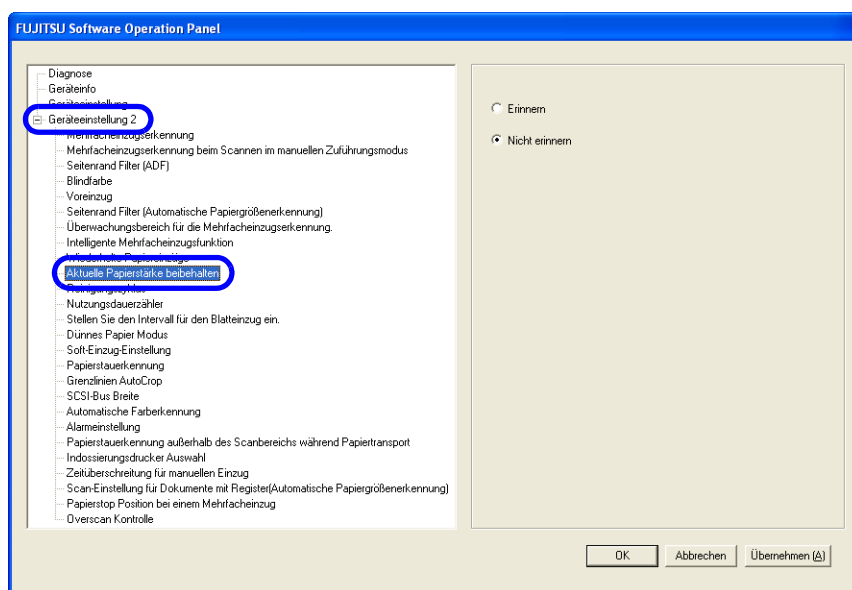 FUJITSU Software Operation Panel
Diagnose
Geräteinfo
Geräteeinstellung
Geräteeinstellung 2
Mehrfacheinzugserkennung
Mehrfacheinzugserkennung beim Scannen im manuellen Zuführungsmodus
Seitenrand Filter (ADF)
Blindfarbe
Voreinzug
Seitenrand Filter (Automatische Papiergrößenerkennung)
Überwachungsbereich für die Mehrfacheinzugserkennung.
Intelligente Mehrfacheinzugsfunktion
Wiederholte Papiereinzüge
Aktuelle Papierstärke beibehalten
Reinigungszyklus
Nutzungsdauerzähler
Stellen Sie den Intervall für den Blatteinzug ein.
Dünnes Papier Modus
Soft-Einzug-Einstellung
Papierstauerkennung
Grenzlinien AutoCrop
SCSI-Bus Breite
Automatische Farberkennung
Alarmeinstellung
Papierstauerkennung außerhalb des Scanbereichs während Papiertransport
Indossierungsdrucker Auswahl
Zeitüberschreitung für manuellen Einzug
Scan-Einstellung für Dokumente mit Register(Automatische Papiergrößenerkennung)
Papierstop Position bei einem Mehrfacheinzug
Overscan Kontrolle
Erinnern
Nicht erinnern
OK
Abbrechen
Übernehmen (A)